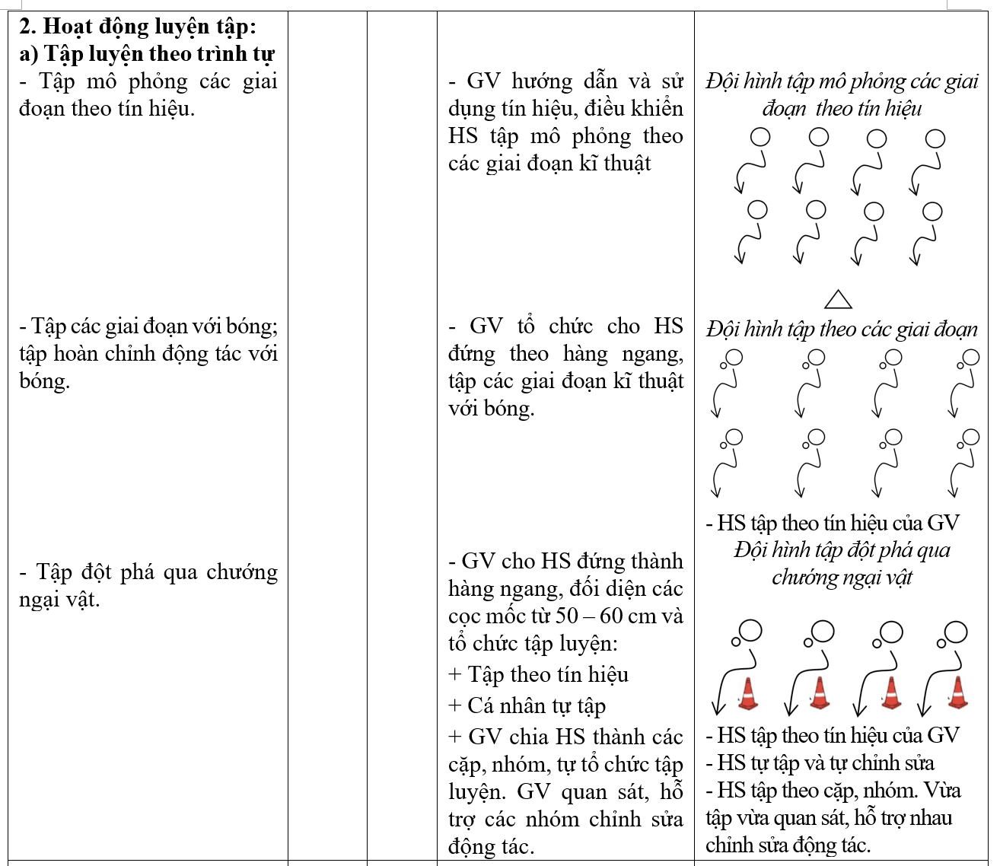 2. Hoạt động luyện tập:
a) Tập luyện theo trình tự
- Tập mô phỏng các giai
đoạn theo tín hiệu.
- Tập các giai đoạn với bóng;
tập hoàn chỉnh động tác với
bóng.
- Tập đột phá qua chướng
ngại vật.
- GV hướng dẫn và sử
dụng tín hiệu, điều khiển
HS tập mô phỏng theo
các giai đoạn kĩ thuật
- GV tổ chức cho HS
đứng theo hàng ngang,
tập các giai đoạn kĩ thuật
với bóng.
- GV cho HS đứng thành
hàng ngang, đối diện các
cọc mốc từ 50 – 60 cm và
tổ chức tập luyện:
+ Tập theo tín hiệu
+ Cá nhân tự tập
+ GV chia HS thành các
cặp, nhóm, tự tổ chức tập
luyện. GV quan sát, hỗ
trợ các nhóm chỉnh sửa
động tác.
Đội hình tập mô phỏng các giai
đoạn theo tín hiệu
Đội hình tập theo các giai đoạn
- HS tập theo tín hiệu của GV
Đội hình tập đột phá qua
chướng ngại vật
- HS tập theo tín hiệu của GV
- HS tự tập và tự chỉnh sửa
- HS tập theo cặp, nhóm. Vừa
tập vừa quan sát, hỗ trợ nhau
chỉnh sửa động tác.